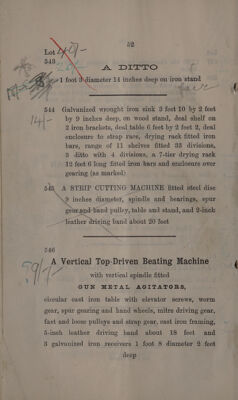 52
Lot
543
A DITTO
1 foot 3 diameter 14 inches deep on iron stand
544 Galvanized wrought iron sink 3 feet 10 by 2 feet
by 9 inches deep, on wood stand, deal shelf on
2 iron brackets, deal table 6 feet by 2 feet 2, deal
enclosure to strap race, drying rack fitted iron
bars, range of 11 shelves fitted 33 divisions,
3 ditto with 4 divisions, a 7-tier drying rack
12 feet 6 long fitted iron bars and enclosure over
gearing (as marked)
14/-
545 A STRIP CUTTING MACHINE fitted steel disc
9 inches diameter, spindle and bearings, spur
gear and hand pulley, table and stand, and 2-inch
leather driving band about 20 feet
546
A Vertical Top-Driven Beating Machine
with vertical spindle fitted
GUN METAL AGITATORS,
circular cast iron table with elevator screws, worm
gear, spur gearing and hand wheels, mitre driving gear,
fast and loose pulleys and strap gear, cast iron framing,
5-inch leather driving band about 18 feet and
3 galvanized iron receivers 1 foot 8 diameter 2 feet
deep